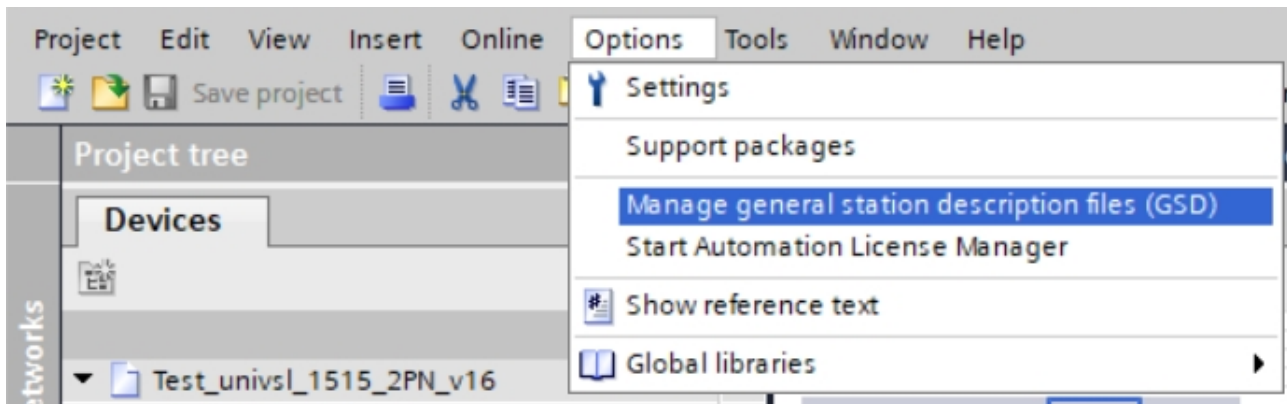 Project Edit View Insert Online Options Tools Window Help
Save project
Settings
Support packages
Manage general station description files (GSD)
Start Automation License Manager
Show reference text
Global libraries
Project tree
Devices
Test_univsl_1515_2PN_v16
etworks